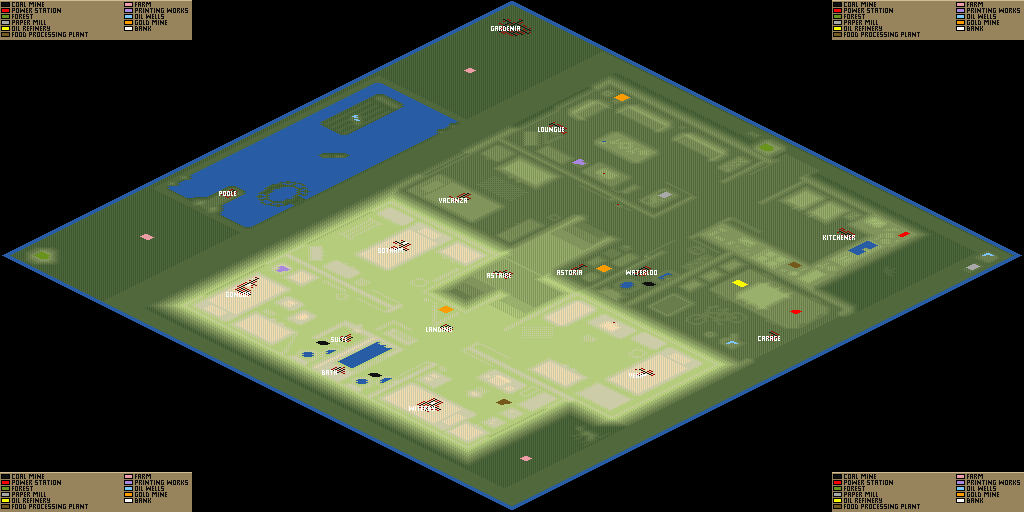 COAL MINE FARM
POWER STATION PRINTING WORKS
FOREST OIL WELLS
PAPER MILL GOLD MINE
OIL REFINERY BANK
FOOD PROCESSING PLANT
COAL MINE FARM
POWER STATION PRINTING WORKS
FOREST OIL WELLS
PAPER MILL GOLD MINE
OIL REFINERY BANK
FOOD PROCESSING PLANT
GARDENIA
LOUNGUE
POOLE
VACANZA
KITCHENER
ASTAIRE
ASTORIA
WATERLOO
LANDING
SUITE
CARAGE
COAL MINE FARM
POWER STATION PRINTING WORKS
FOREST OIL WELLS
PAPER MILL GOLD MINE
OIL REFINERY BANK
FOOD PROCESSING PLANT
COAL MINE FARM
POWER STATION PRINTING WORKS
FOREST OIL WELLS
PAPER MILL GOLD MINE
OIL REFINERY BANK
FOOD PROCESSING PLANT